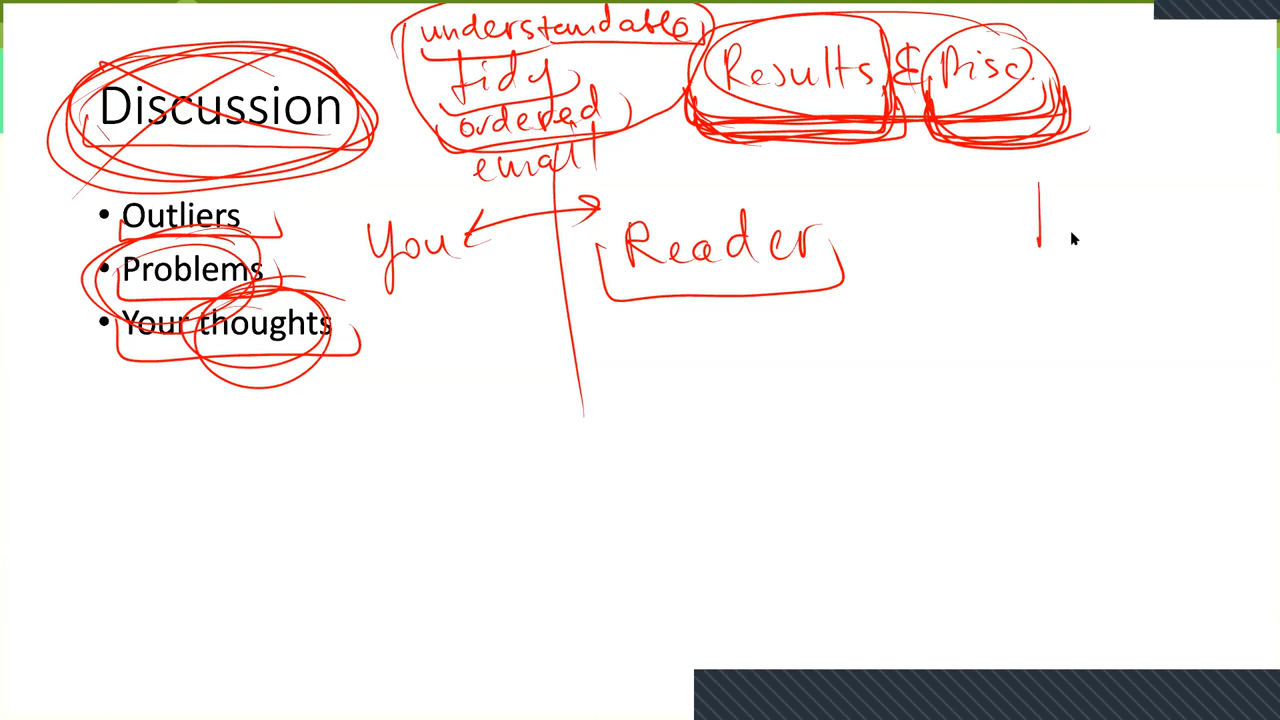 Discussion
• Outliers
• Problems
• Your thoughts
understandable
tidy
ordered
email
Results & Disc.
You
Reader